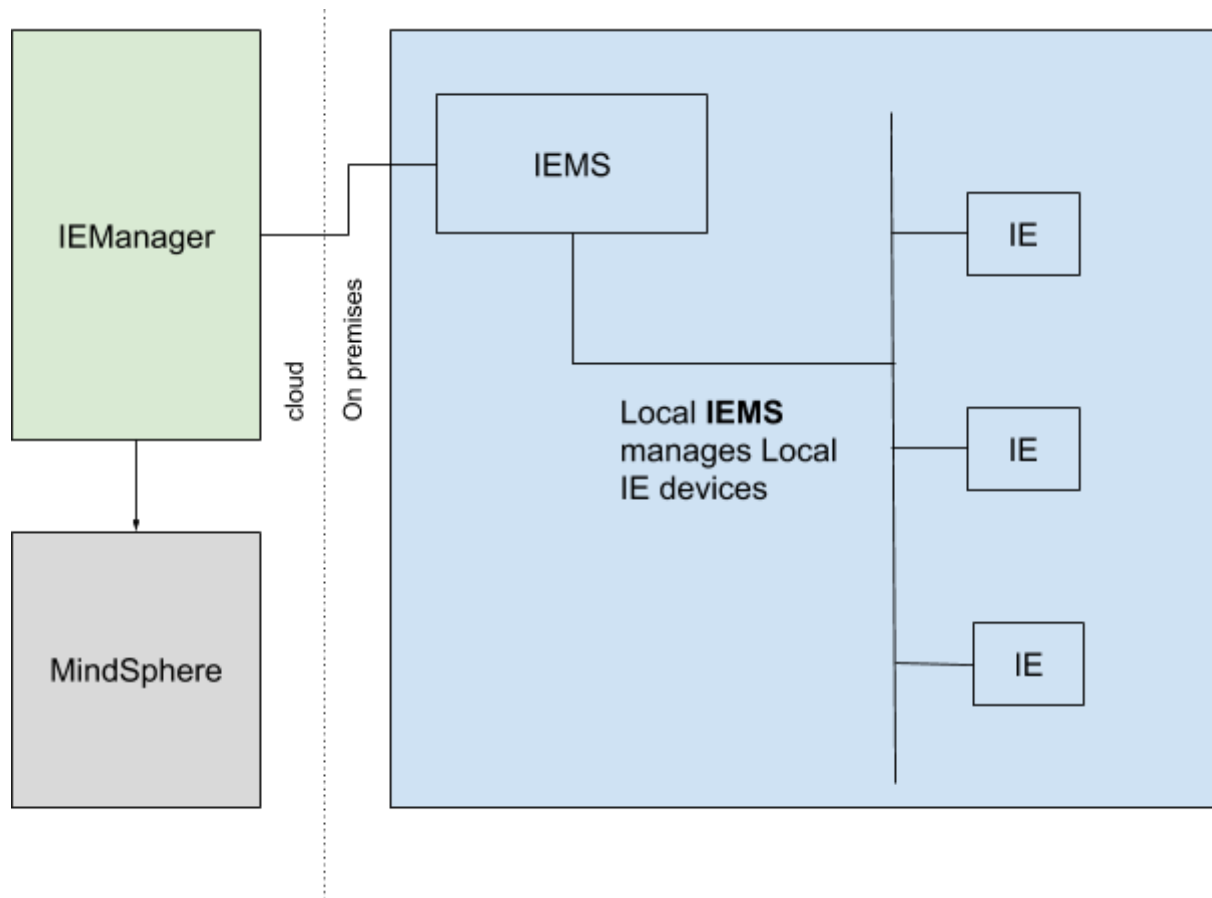 IEManager
cloud
On premises
MindSphere
IEMS
Local IEMS
manages Local
IE devices
IE
IE
IE